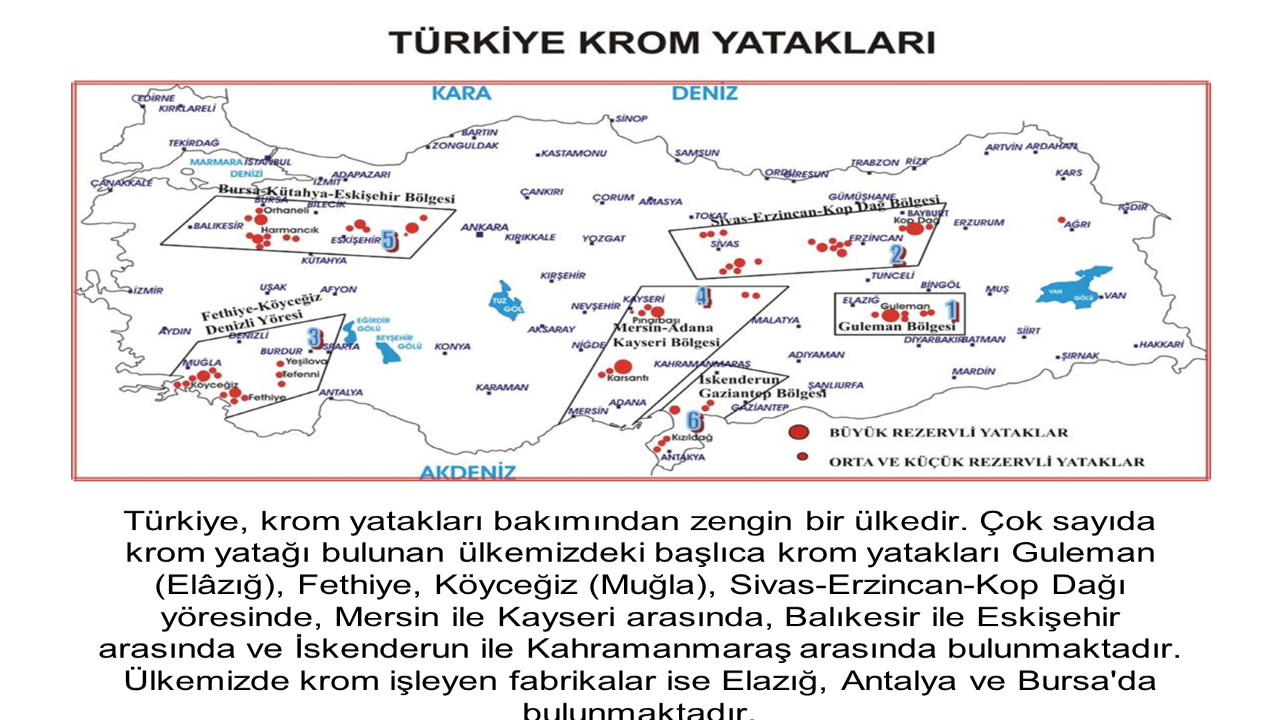 TÜRKİYE KROM YATAKLARI
KARA DENİZ
EDİRNE
KIRKLARELİ
TEKİRDAĞ
MARMARA
DENİZİ
İSTANBUL
İZMİT
ADAPAZARI
ZONGULDAK
BARTIN
KASTAMONU
SİNOP
SAMSUN
ORDU
GİRESUN
TRABZON
RİZE
ARTVİN
ARDAHAN
KARS
IĞDIR
AĞRI
ÇANAKKALE
Bursa-Kütahya-Eskişehir Bölgesi
BURSA
BİLECİK
Orhaneli
BALIKESİR
Harmancık
ESKİŞEHİR
5
KÜTAHYA
ANKARA
ÇANKIRI
KIRIKKALE
ÇORUM
AMASYA
YOZGAT
TOKAT
Sivas-Erzincan-Kop Dağ Bölgesi
GÜMÜŞHANE
BAYBURT
Kop Dağ
SİVAS
ERZİNCAN
2
ERZURUM
TUNCELİ
BİNGÖL
MUŞ
VAN
GÖLÜ
VAN
İZMİR
UŞAK
AFYON
Fethiye-Köyceğiz
Denizli Yöresi
3
AYDIN
DENİZLİ
BURDUR
ISPARTA
EĞİRDİR
GÖLÜ
BEYŞEHİR
GÖLÜ
MUĞLA
Köyceğiz
Yeşilova
Tefenni
Fethiye
ANTALYA
KONYA
KARAMAN
TUZ
GÖL
AKSARAY
KIRŞEHİR
NEVŞEHİR
NİĞDE
KAYSERİ
4
Pınarbaşı
Mersin-Adana
Kayseri Bölgesi
MALATYA
ELAZIĞ
Guleman
1
Guleman Bölgesi
DİYARBAKIR
BATMAN
SİİRT
ŞIRNAK
HAKKARİ
MARDİN
ADIYAMAN
ŞANLIURFA
KAHRAMANMARAŞ
Karsantı
ADANA
MERSİN
İskenderun
Gaziantep Bölgesi
GAZİANTEP
6
Kızıldağ
ANTAKYA
BÜYÜK REZERVLİ YATAKLAR
ORTA VE KÜÇÜK REZERVLİ YATAKLAR
AKDENİZ
Türkiye, krom yatakları bakımından zengin bir ülkedir. Çok sayıda
krom yatağı bulunan ülkemizdeki başlıca krom yatakları Guleman
(Elâzığ), Fethiye, Köyceğiz (Muğla), Sivas-Erzincan-Kop Dağı
yöresinde, Mersin ile Kayseri arasında, Balıkesir ile Eskişehir
arasında ve İskenderun ile Kahramanmaraş arasında bulunmaktadır.
Ülkemizde krom işleyen fabrikalar ise Elazığ, Antalya ve Bursa'da
bulunmaktadır.